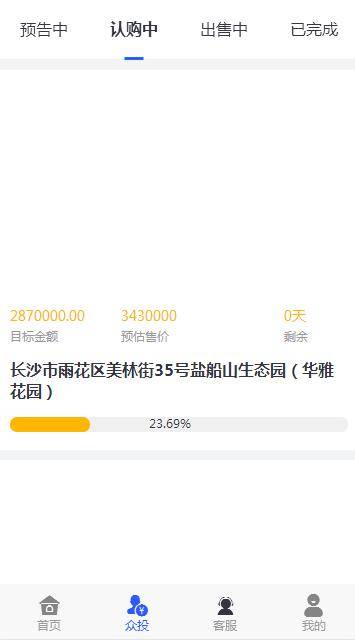 预告中 认购中 出售中 已完成
2870000.00 3430000 0天
目标金额 预估售价 剩余
长沙市雨花区美林街35号盐船山生态园（华雅
花园）
23.69%
¥
首页 众投 客服 我的